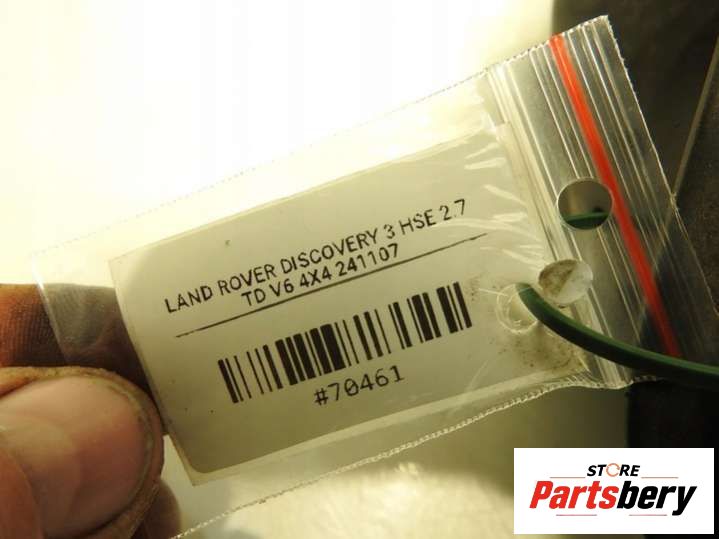 LAND ROVER DISCOVERY 3 HSE 2.7
TD V6 4X4 241107
#70461
STORE
Partsbery